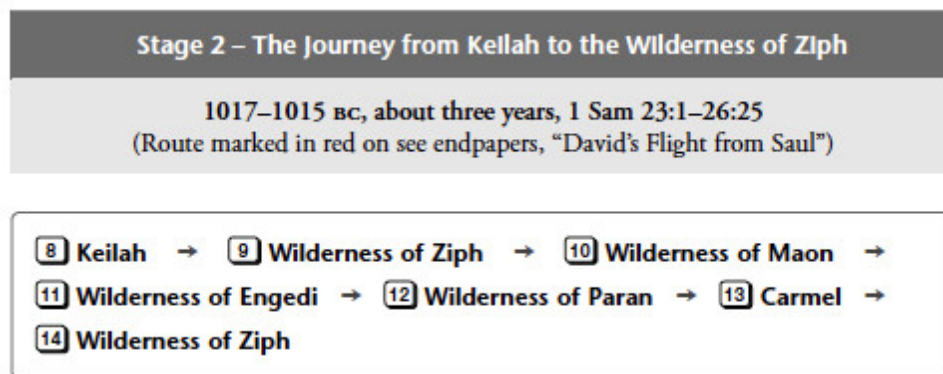 Stage 2 – The Journey from Keilah to the Wilderness of Ziph
1017–1015 BC, about three years, 1 Sam 23:1–26:25
(Route marked in red on see endpapers, “David’s Flight from Saul”)
8 Keilah → 9 Wilderness of Ziph → 10 Wilderness of Maon →
11 Wilderness of Engedi → 12 Wilderness of Paran → 13 Carmel →
14 Wilderness of Ziph